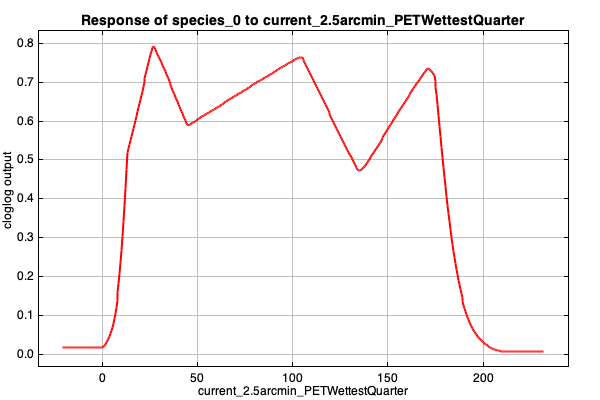 Response of species_0 to current_2.5arcmin_PETWettestQuarter
cloglog output
0.8
0.7
0.6
0.5
0.4
0.3
0.2
0.1
0.0
0 50 100 150 200
current_2.5arcmin_PETWettestQuarter